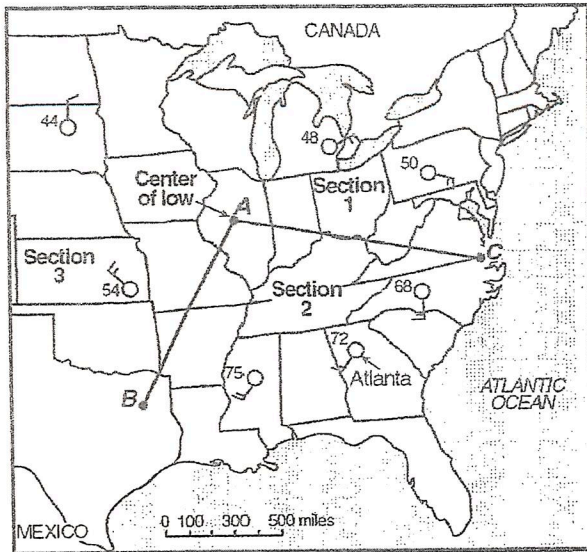 CANADA
44
48
50
Center
of low
A
Section
1
C
Section
3
54
Section
2
68
72
75
Atlanta
B
ATLANTIC
OCEAN
MEXICO
0 100 300 500 miles